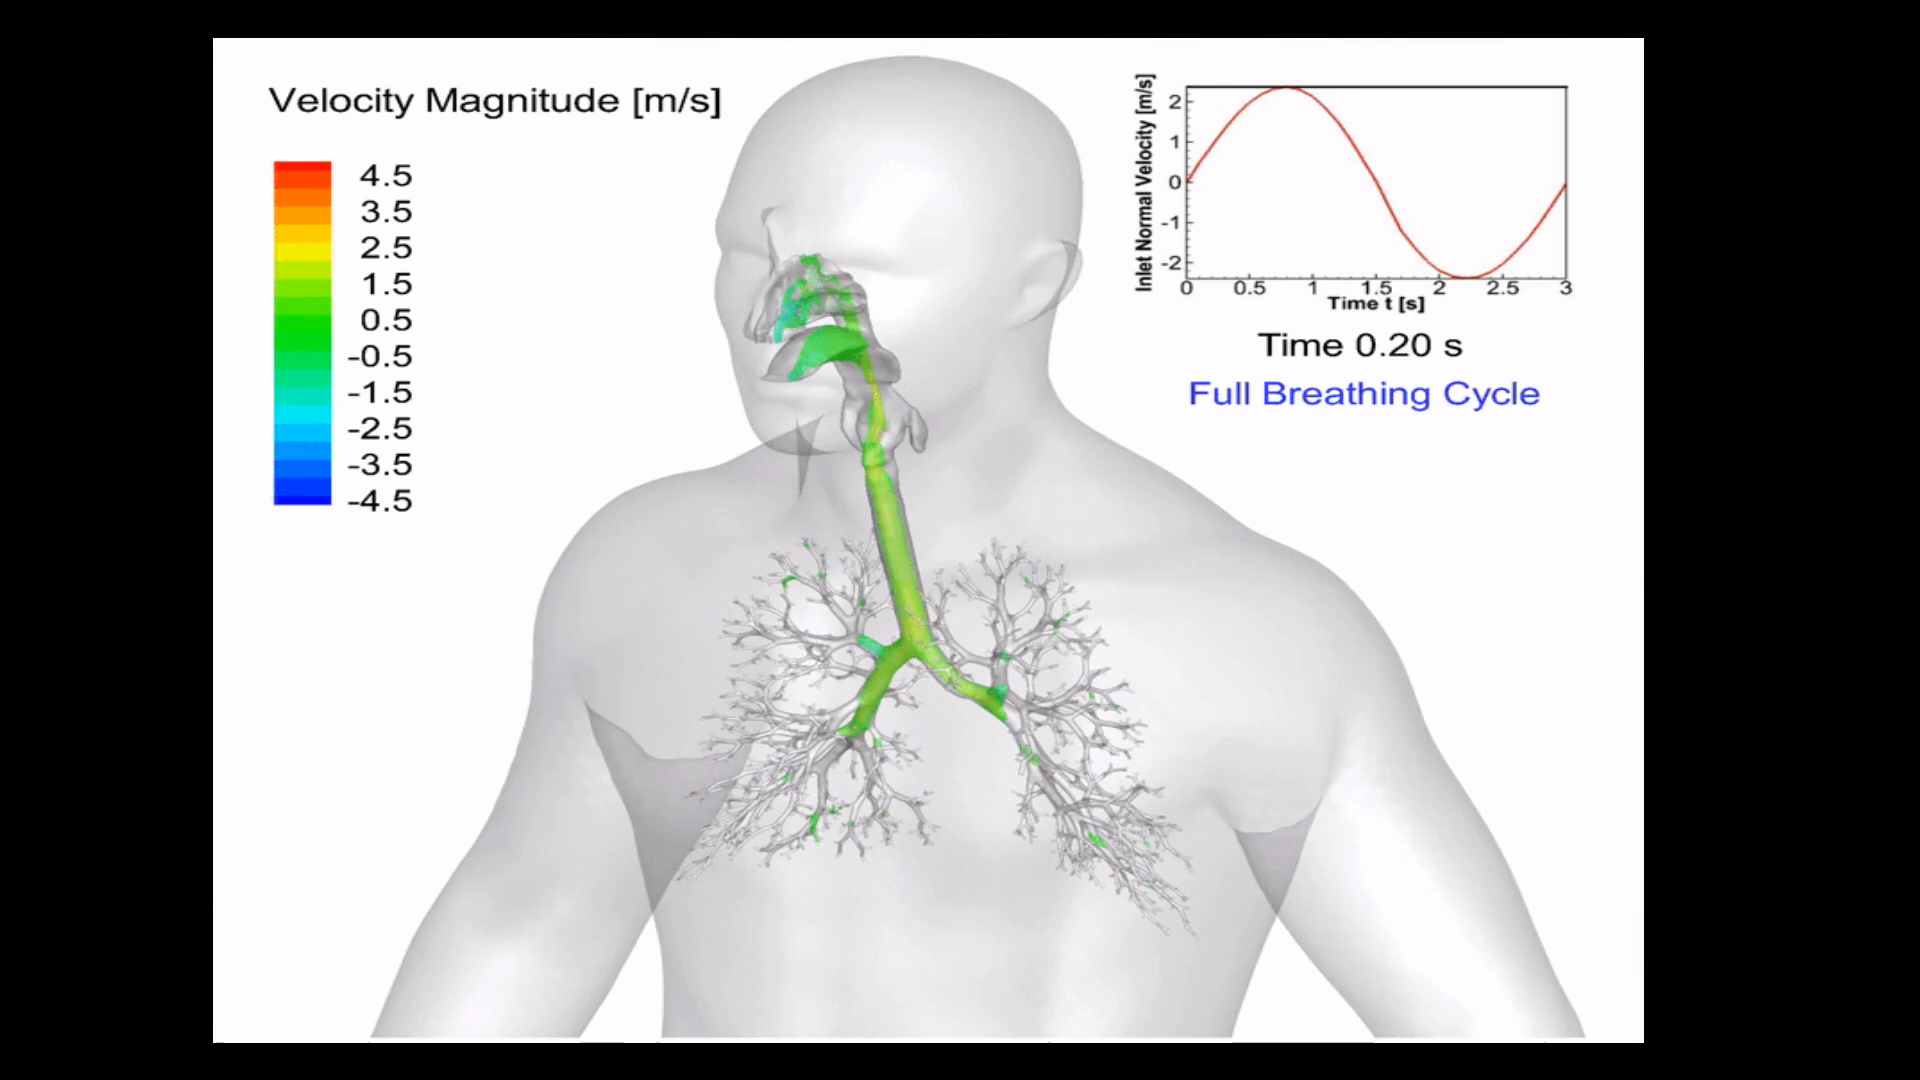 Velocity Magnitude [m/s]
4.5
3.5
2.5
1.5
0.5
-0.5
-1.5
-2.5
-3.5
-4.5
Inlet Normal Velocity [m/s]
2
1
0
-1
-2
0 0.5 1 1.5 2 2.5 3
Time t [s]
Time 0.20 s
Full Breathing Cycle